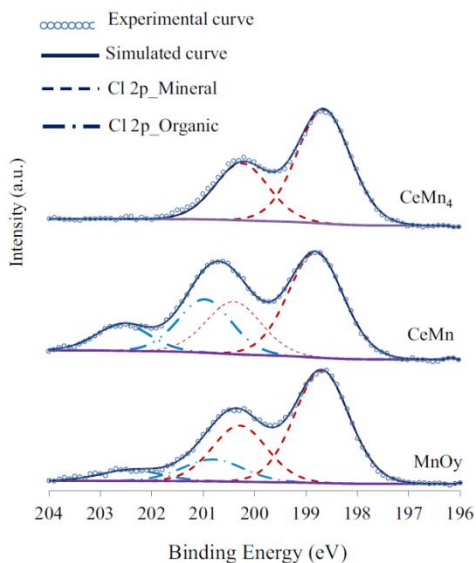 Experimental curve
Simulated curve
Cl 2p_Mineral
Cl 2p_Organic
Intensity (a.u.)
CeMn4
CeMn
MnOy
204 203 202 201 200 199 198 197 196
Binding Energy (eV)